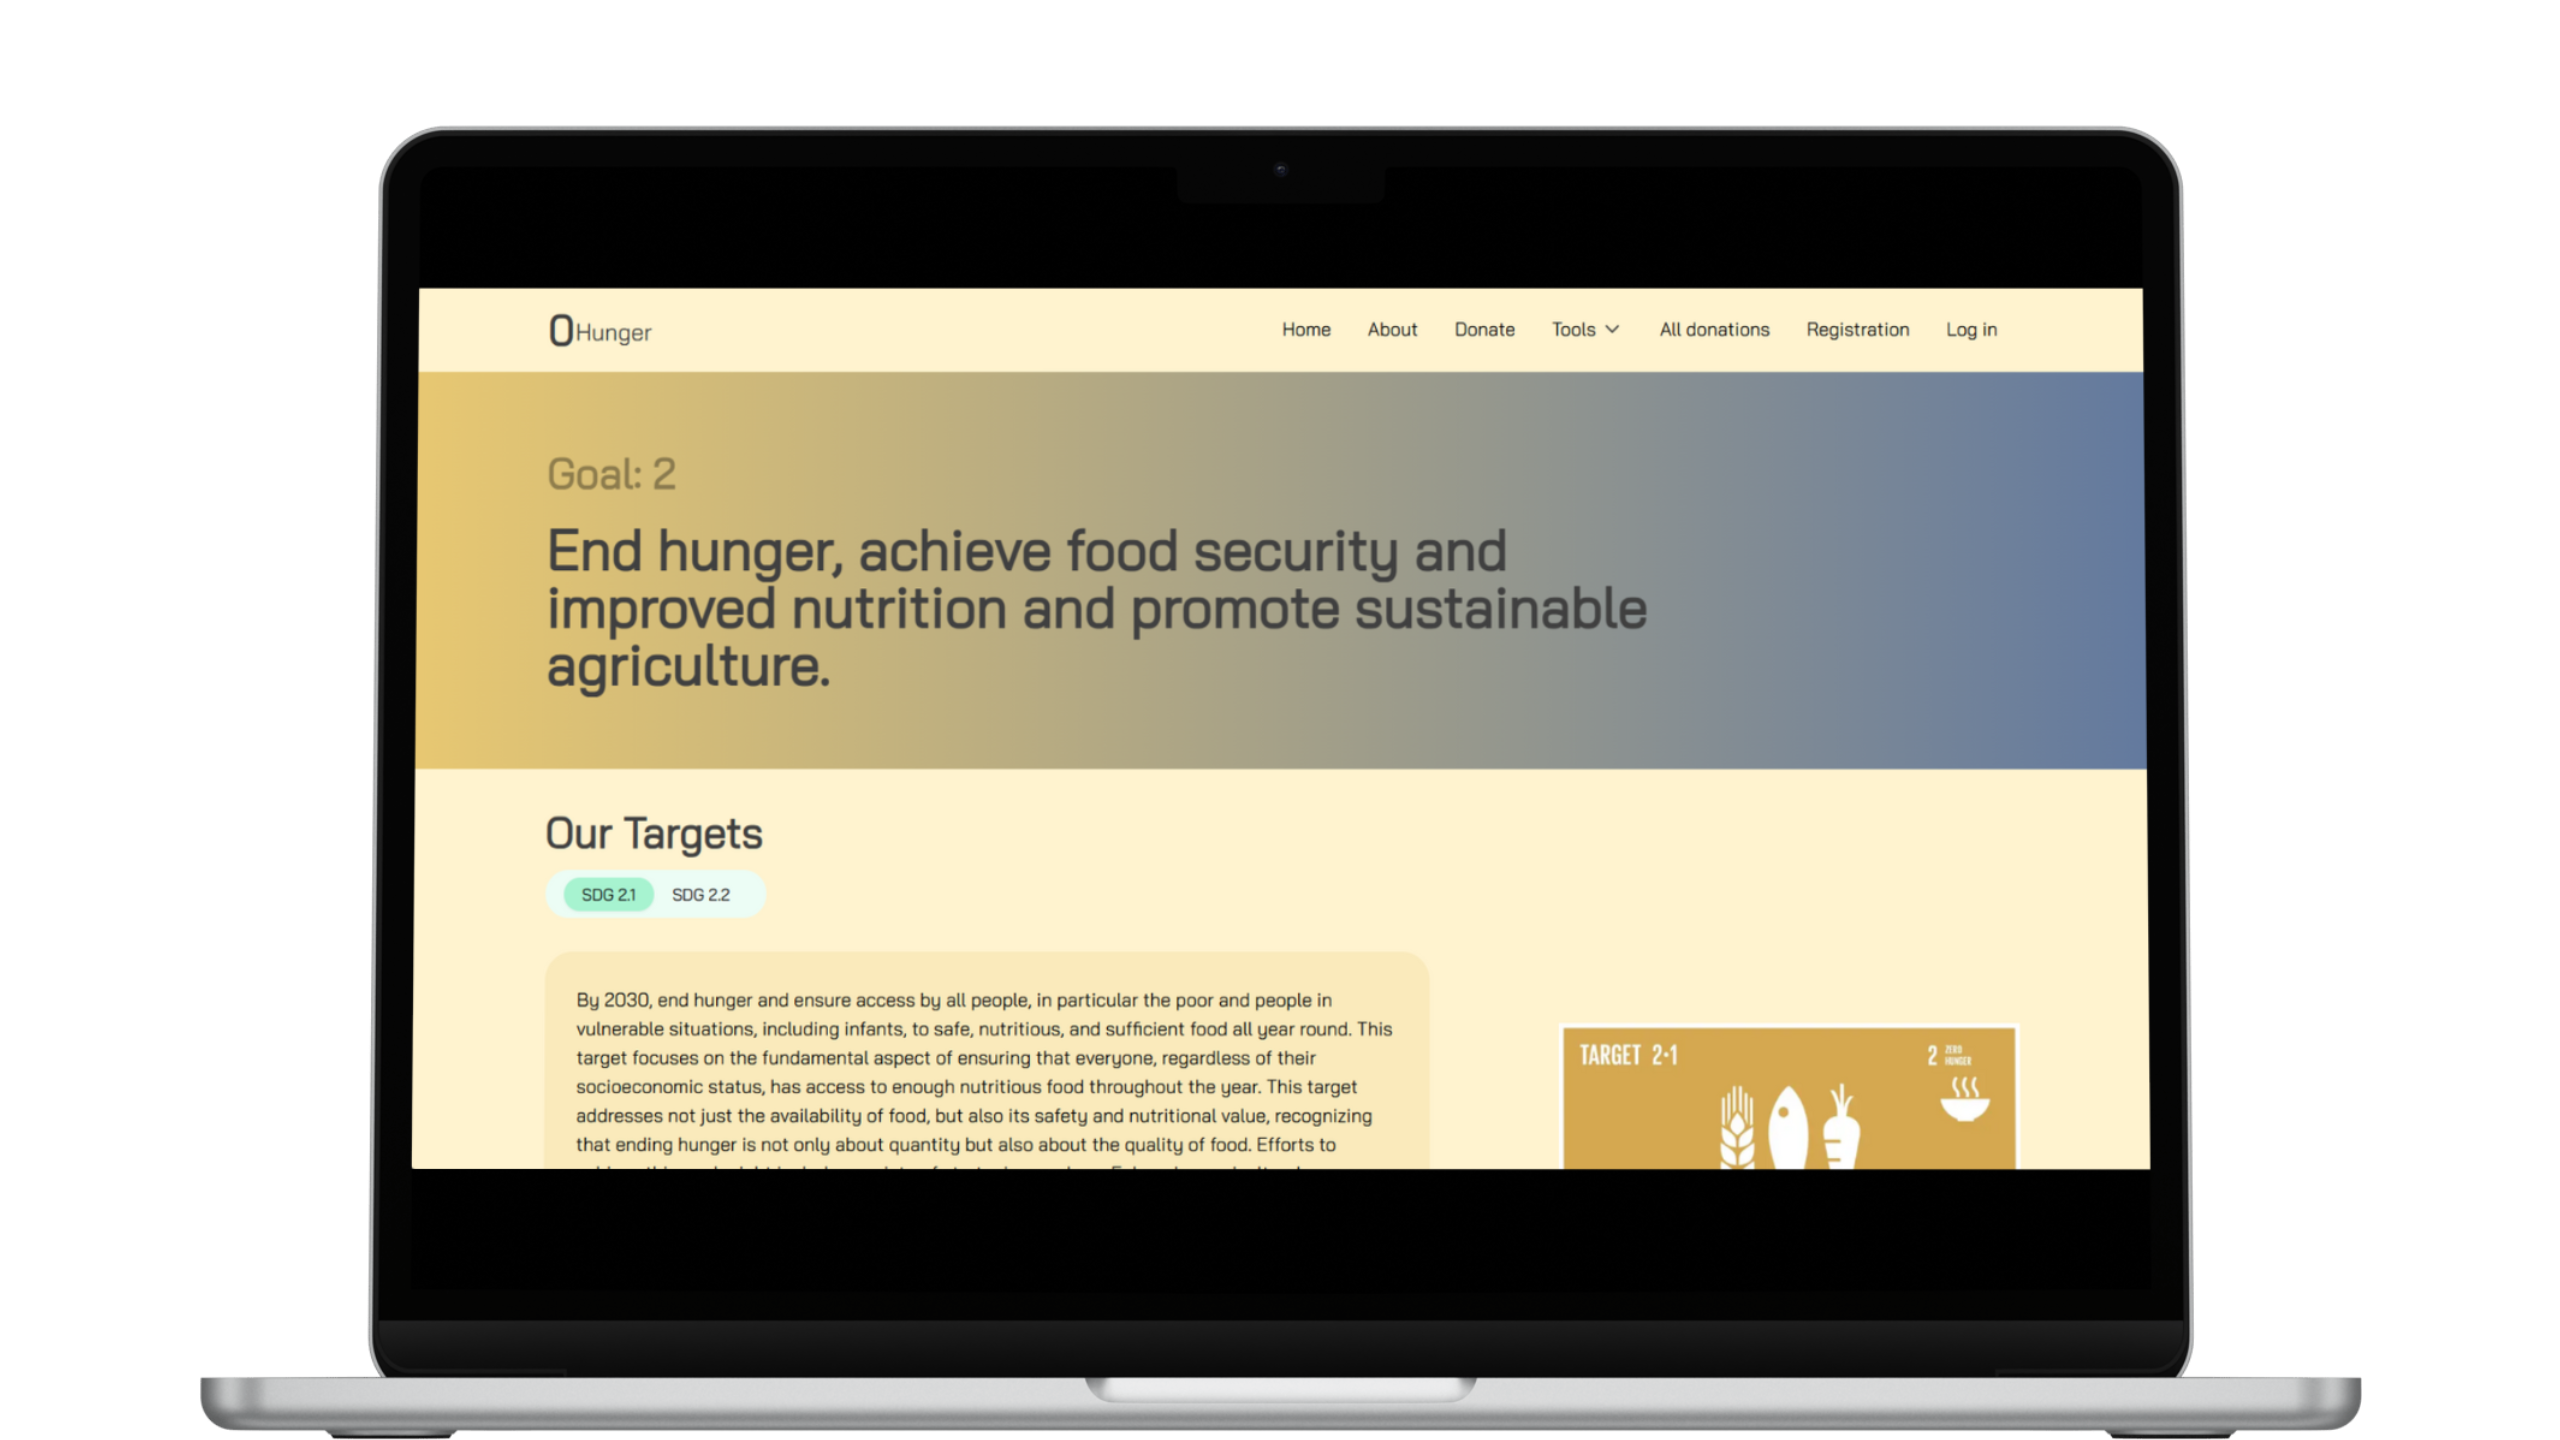 0 Hunger
Home About Donate Tools All donations Registration Log in
Goal: 2
End hunger, achieve food security and
improved nutrition and promote sustainable
agriculture.
Our Targets
SDG 2.1 SDG 2.2
By 2030, end hunger and ensure access by all people, in particular the poor and people in
vulnerable situations, including infants, to safe, nutritious, and sufficient food all year round. This
target focuses on the fundamental aspect of ensuring that everyone, regardless of their
socioeconomic status, has access to enough nutritious food throughout the year. This target
addresses not just the availability of food, but also its safety and nutritional value, recognizing
that ending hunger is not only about quantity but also about the quality of food. Efforts to
TARGET 2·1
2 ZERO
HUNGER